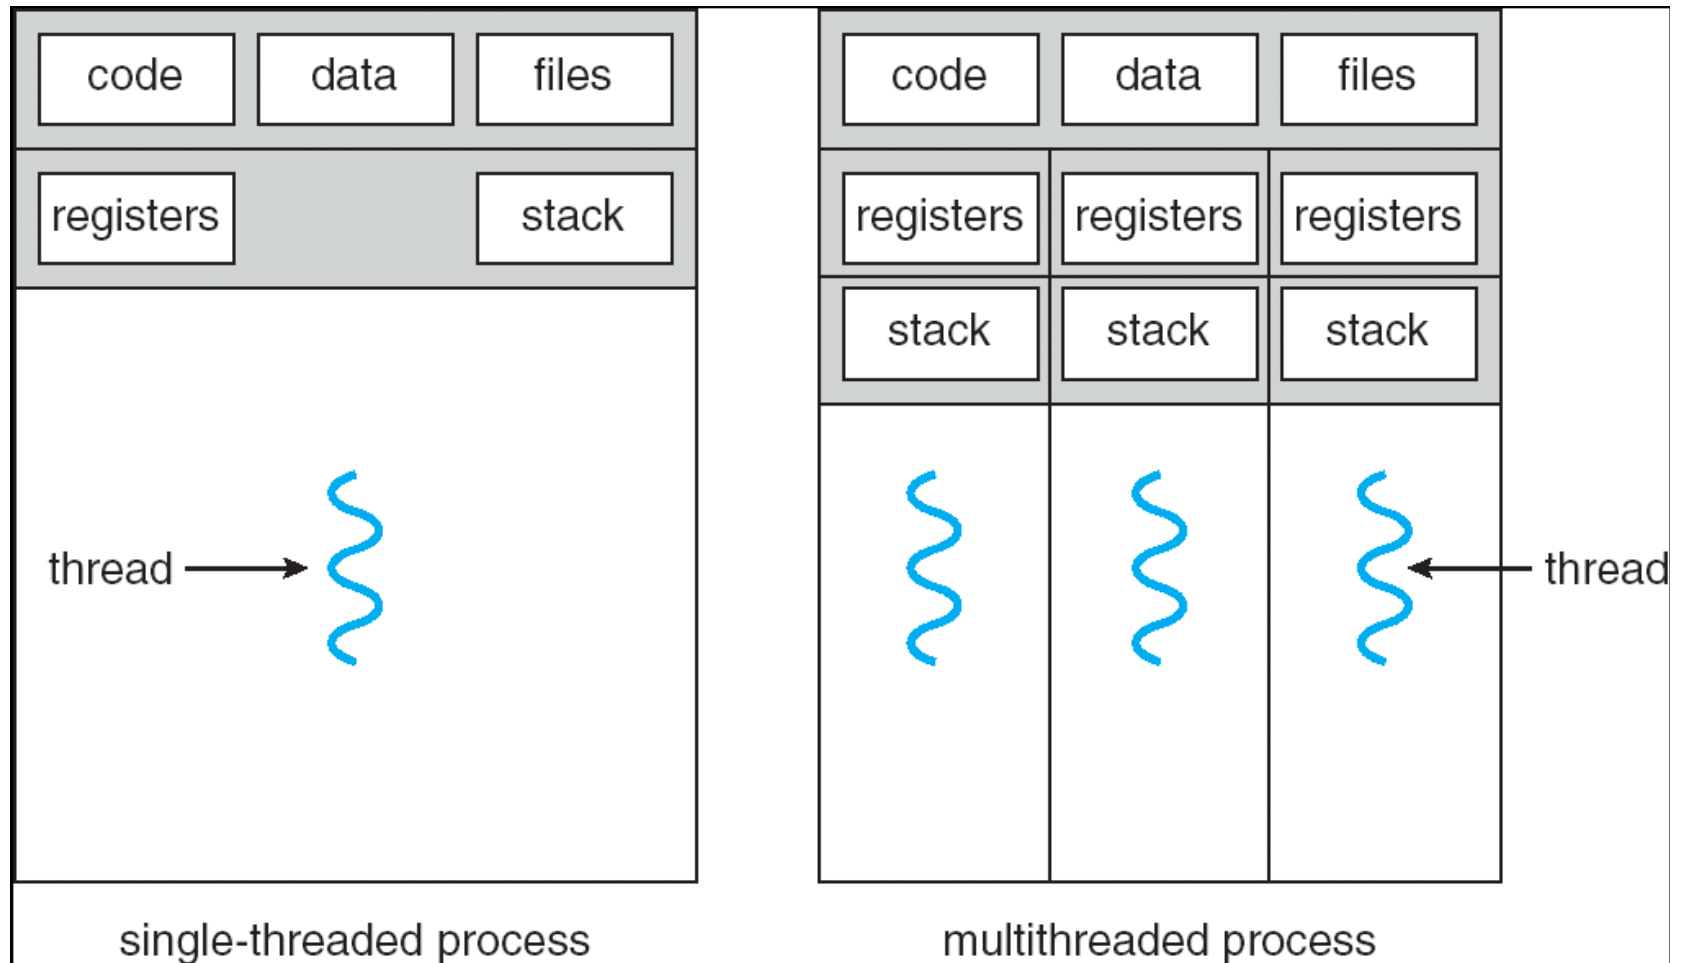 code data files code data files
registers stack registers registers registers
stack stack stack
thread thread
single-threaded process multithreaded process